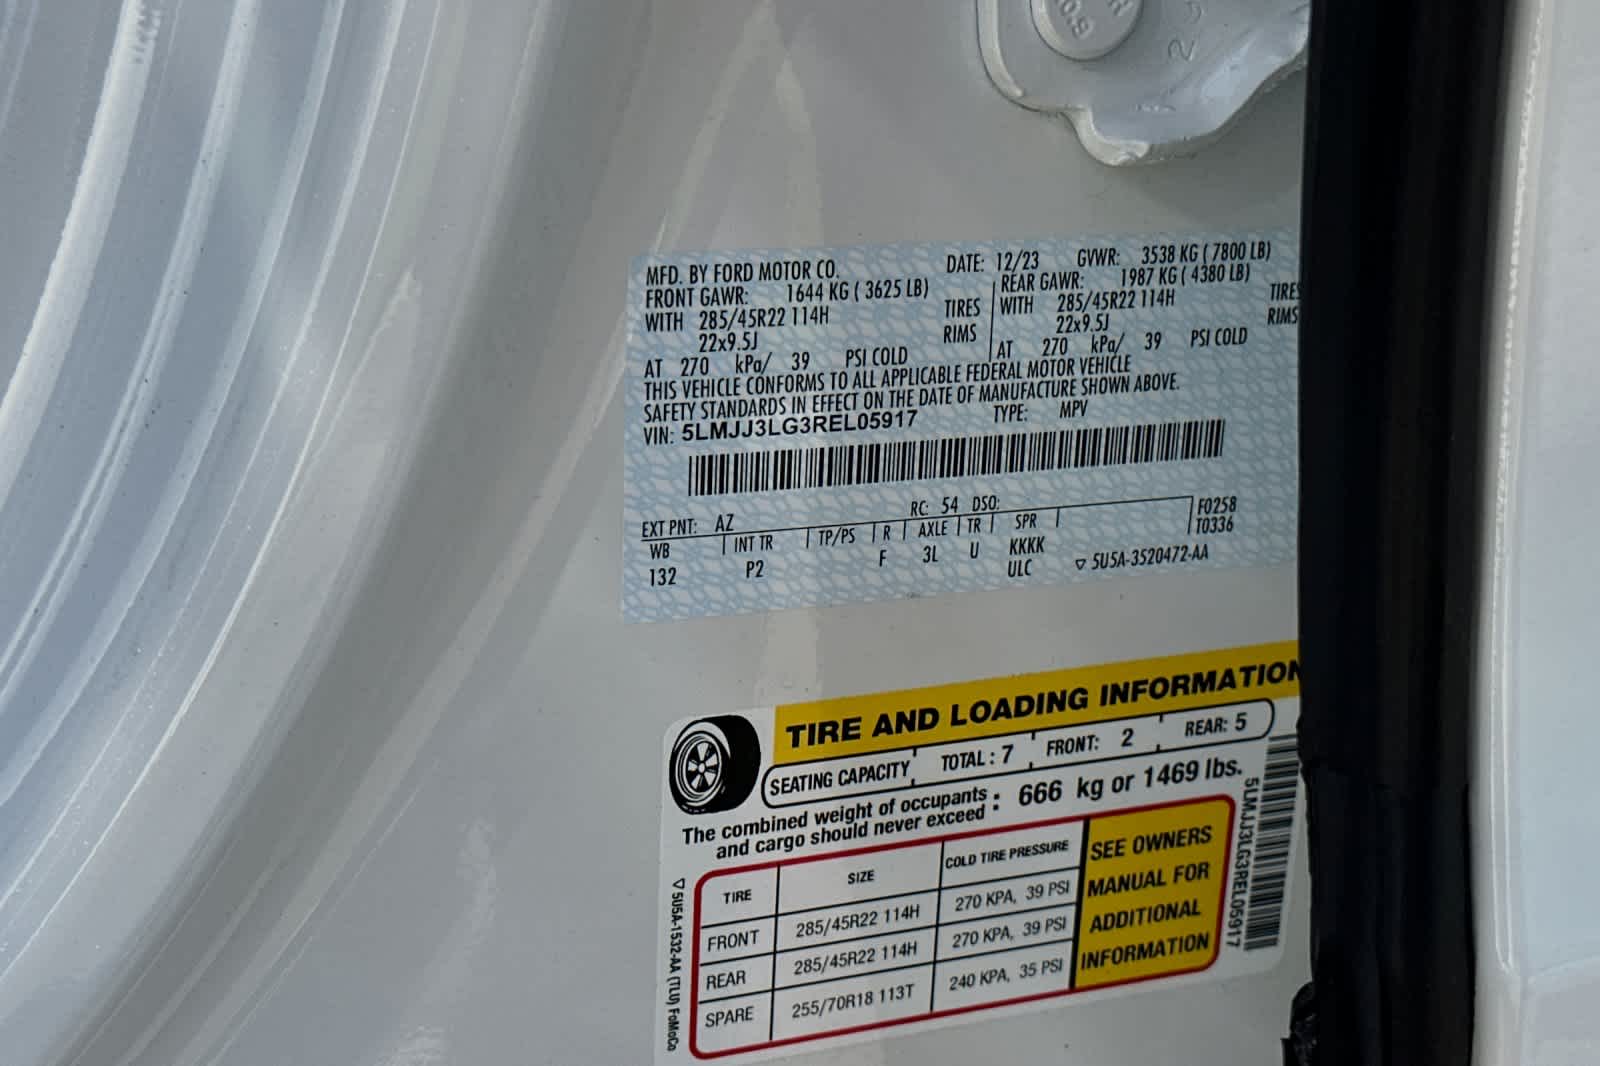 MFD. BY FORD MOTOR CO. DATE: 12/23 GVWR: 3538 KG ( 7800 LB)
FRONT GAWR: 1644 KG ( 3625 LB) REAR GAWR: 1987 KG ( 4380 LB)
WITH 285/45R22 114H TIRES WITH 285/45R22 114H TIRES
22x9.5J RIMS 22x9.5J RIMS
AT 270 kPa/ 39 PSI COLD AT 270 kPa/ 39 PSI COLD
THIS VEHICLE CONFORMS TO ALL APPLICABLE FEDERAL MOTOR VEHICLE
SAFETY STANDARDS IN EFFECT ON THE DATE OF MANUFACTURE SHOWN ABOVE.
VIN: 5LMJJ3LG3REL05917 TYPE: MPV
EXT PNT: AZ RC: 54 DSO: F0258
WB INT TR TP/PS R AXLE TR SPR T0336
132 P2 F 3L U KKKK ▽ 5U5A-3520472-AA
ULC
TIRE AND LOADING INFORMATION
SEATING CAPACITY TOTAL : 7 FRONT: 2 REAR: 5
The combined weight of occupants and cargo should never exceed : 666 kg or 1469 lbs.
TIRE SIZE COLD TIRE PRESSURE
FRONT 285/45R22 114H 270 KPA, 39 PSI
REAR 285/45R22 114H 270 KPA, 39 PSI
SPARE 255/70R18 113T 240 KPA, 35 PSI
SEE OWNERS
MANUAL FOR
ADDITIONAL
INFORMATION
5LMJJ3LG3REL05917
▽ 5U5A-1532-AA (TLU) FoMoCo